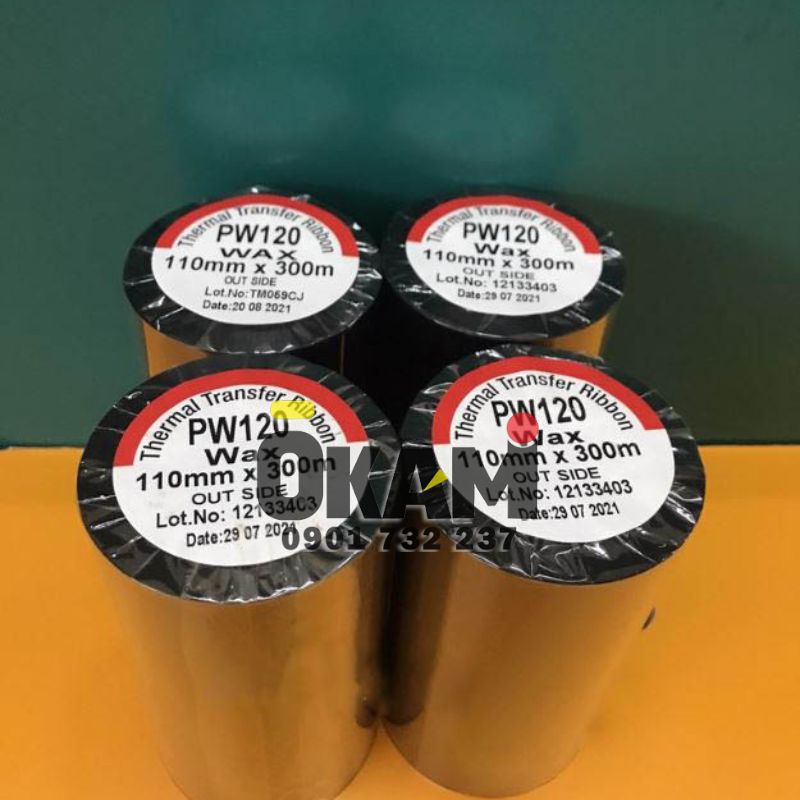 Thermal Transfer Ribbon
PW120
WAX
110mm x 300m
OUT SIDE
Lot.No:TM059CJ
Date:20 08 2021
Thermal Transfer Ribbon
PW120
Wax
110mm x 300m
OUT SIDE
Lot.No: 12133403
Date:29 07 2021
Thermal Transfer Ribbon
PW120
Wax
110mm x 300m
OUT SIDE
Lot.No: 12133403
Date:29 07 2021
Thermal Transfer Ribbon
PW120
Wax
110mm x 300m
OUT SIDE
Lot.No: 12133403
Date:29 07 2021
OKAMI
0901 732 237